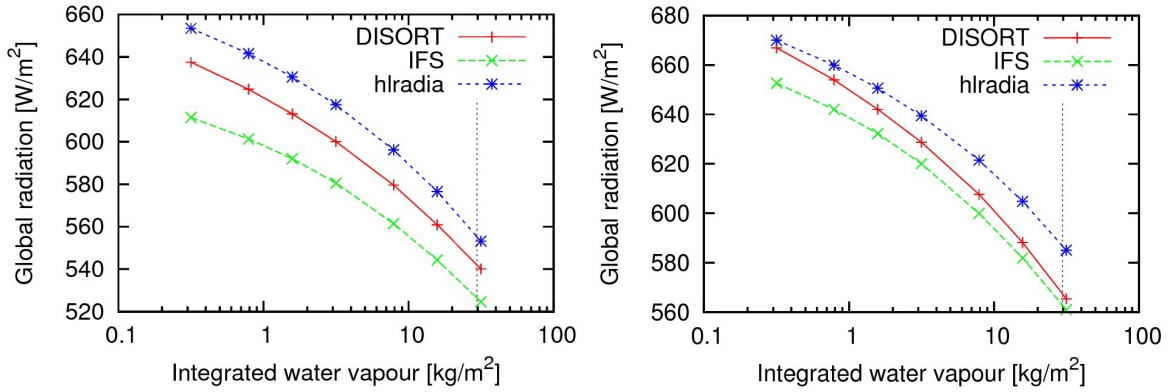 660
640
620
600
580
560
540
520
0.1
1
10
100
Global radiation [W/m²]
Integrated water vapour [kg/m²]
DISORT
IFS
hlradia
680
660
640
620
600
580
560
0.1
1
10
100
Global radiation [W/m²]
Integrated water vapour [kg/m²]
DISORT
IFS
hlradia